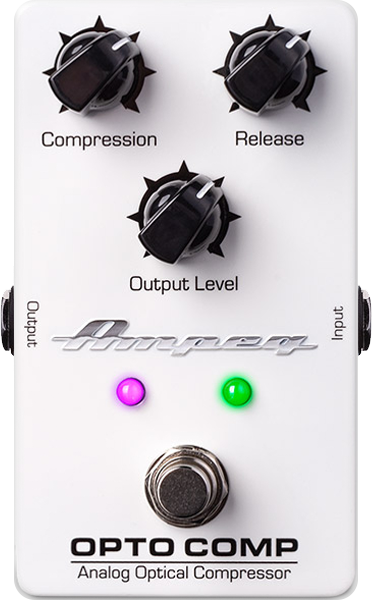 Compression
Release
Output Level
Output
Input
Ampeg
OPTO COMP
Analog Optical Compressor